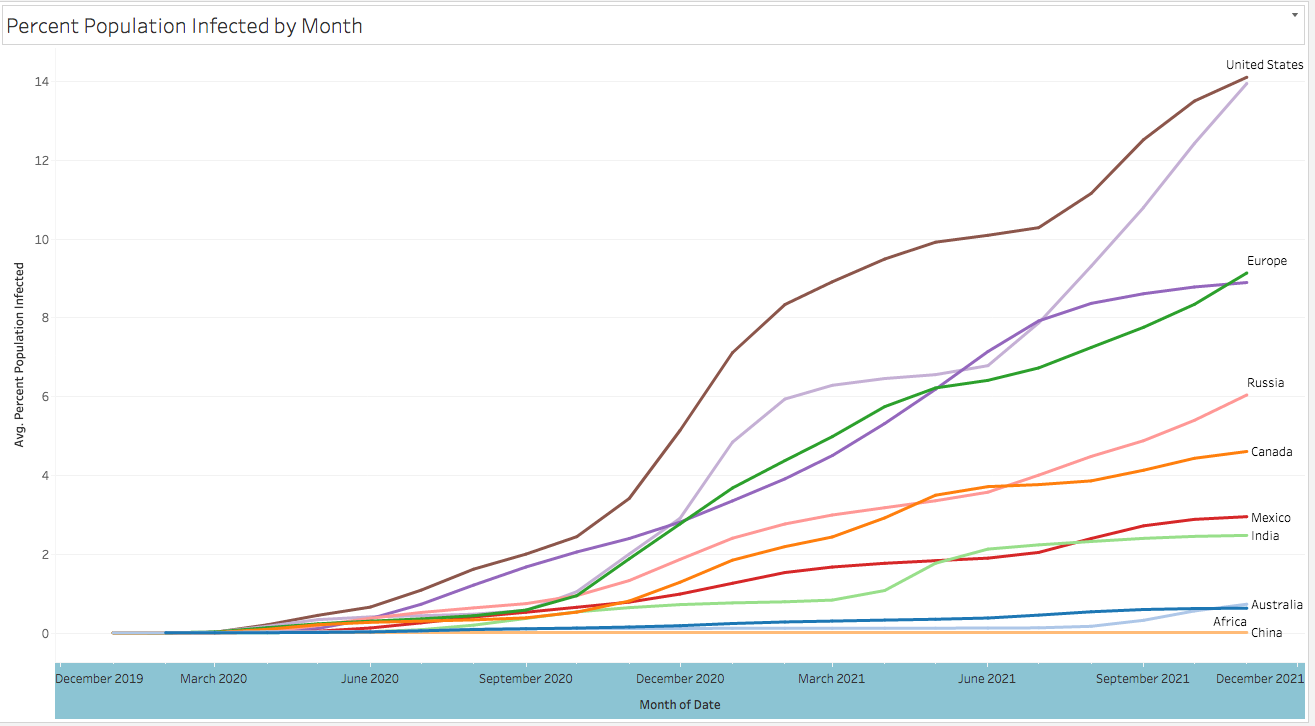 Percent Population Infected by Month
United States
14
12
10
Europe
8
Russia
6
Canada
4
Mexico
India
2
Australia
Africa
0
China
Avg. Percent Population Infected
December 2019 March 2020 June 2020 September 2020 December 2020 March 2021 June 2021 September 2021 December 2021
Month of Date